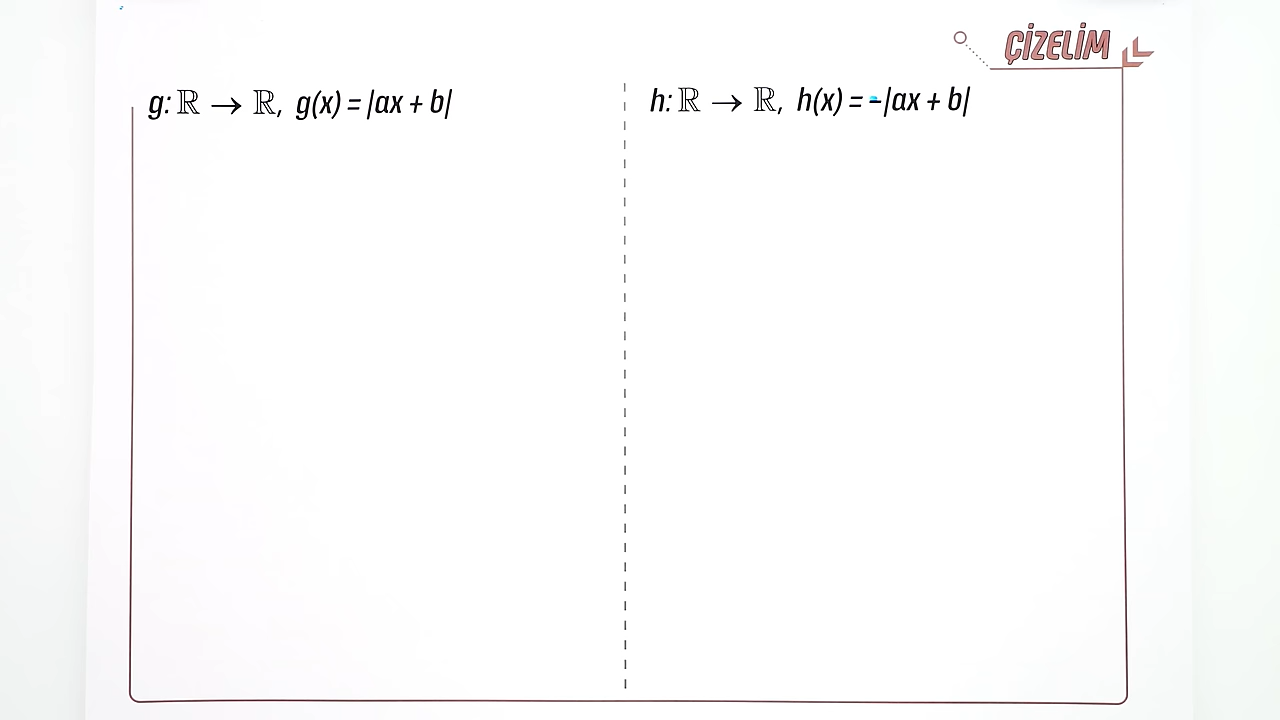 ÇİZELİM
g: ℝ → ℝ, g(x) = |ax + b|
h: ℝ → ℝ, h(x) = -|ax + b|